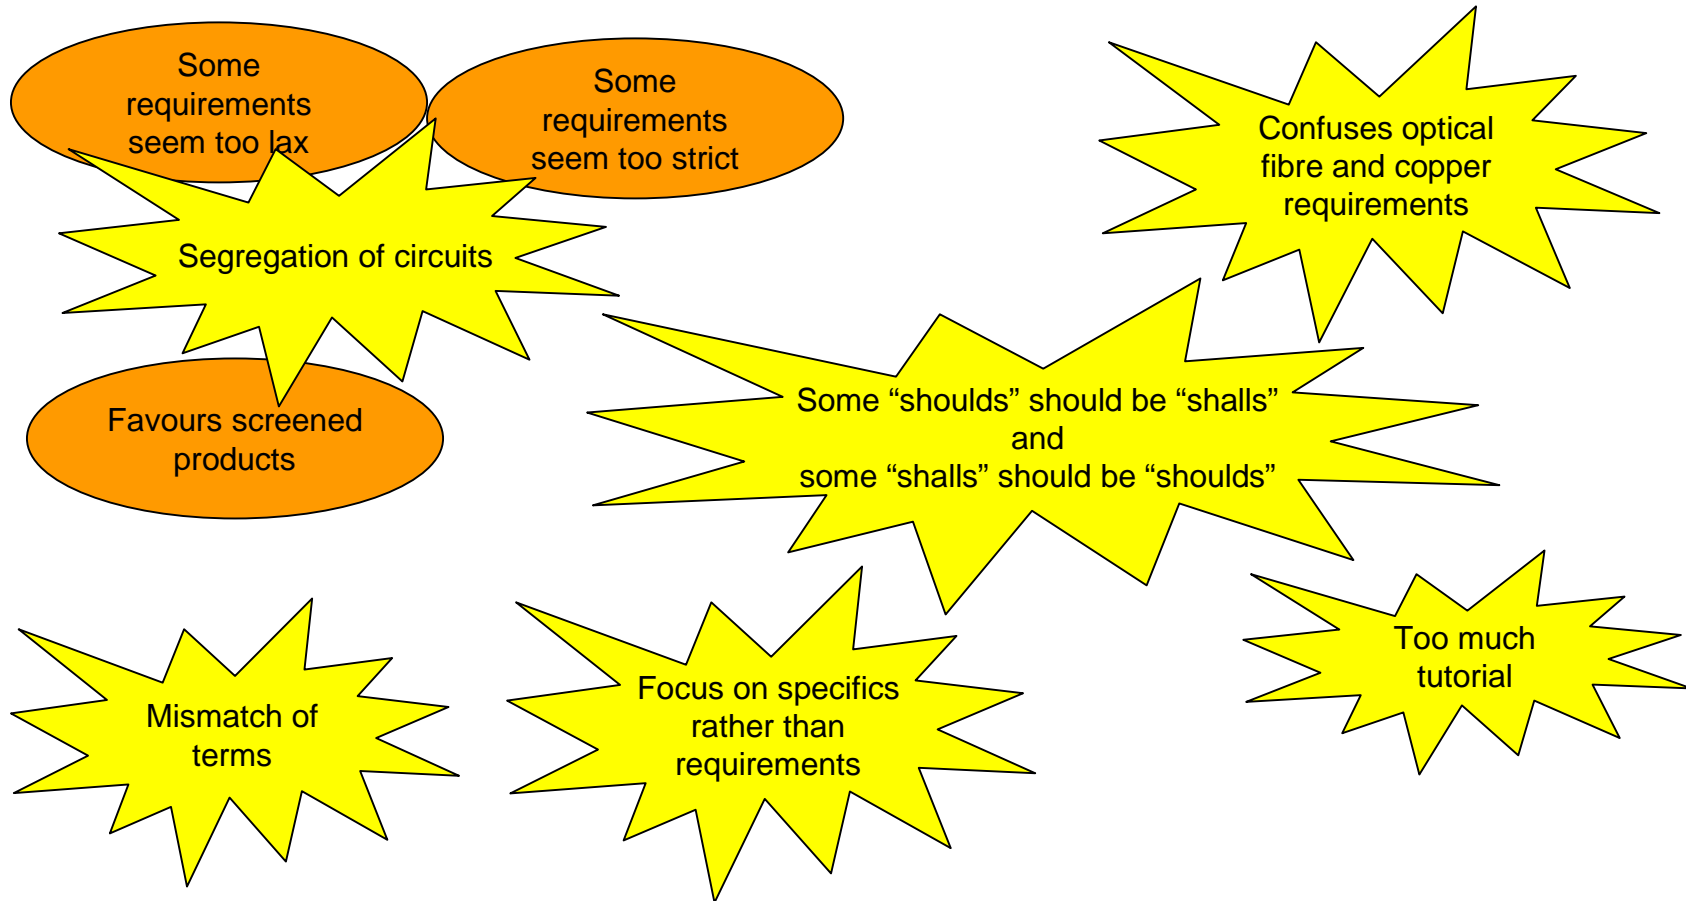 Some
requirements
seem too lax
Some
requirements
seem too strict
Confuses optical
fibre and copper
requirements
Segregation of circuits
Favours screened
products
Some “shoulds” should be “shalls”
and
some “shalls” should be “shoulds”
Mismatch of
terms
Focus on specifics
rather than
requirements
Too much
tutorial